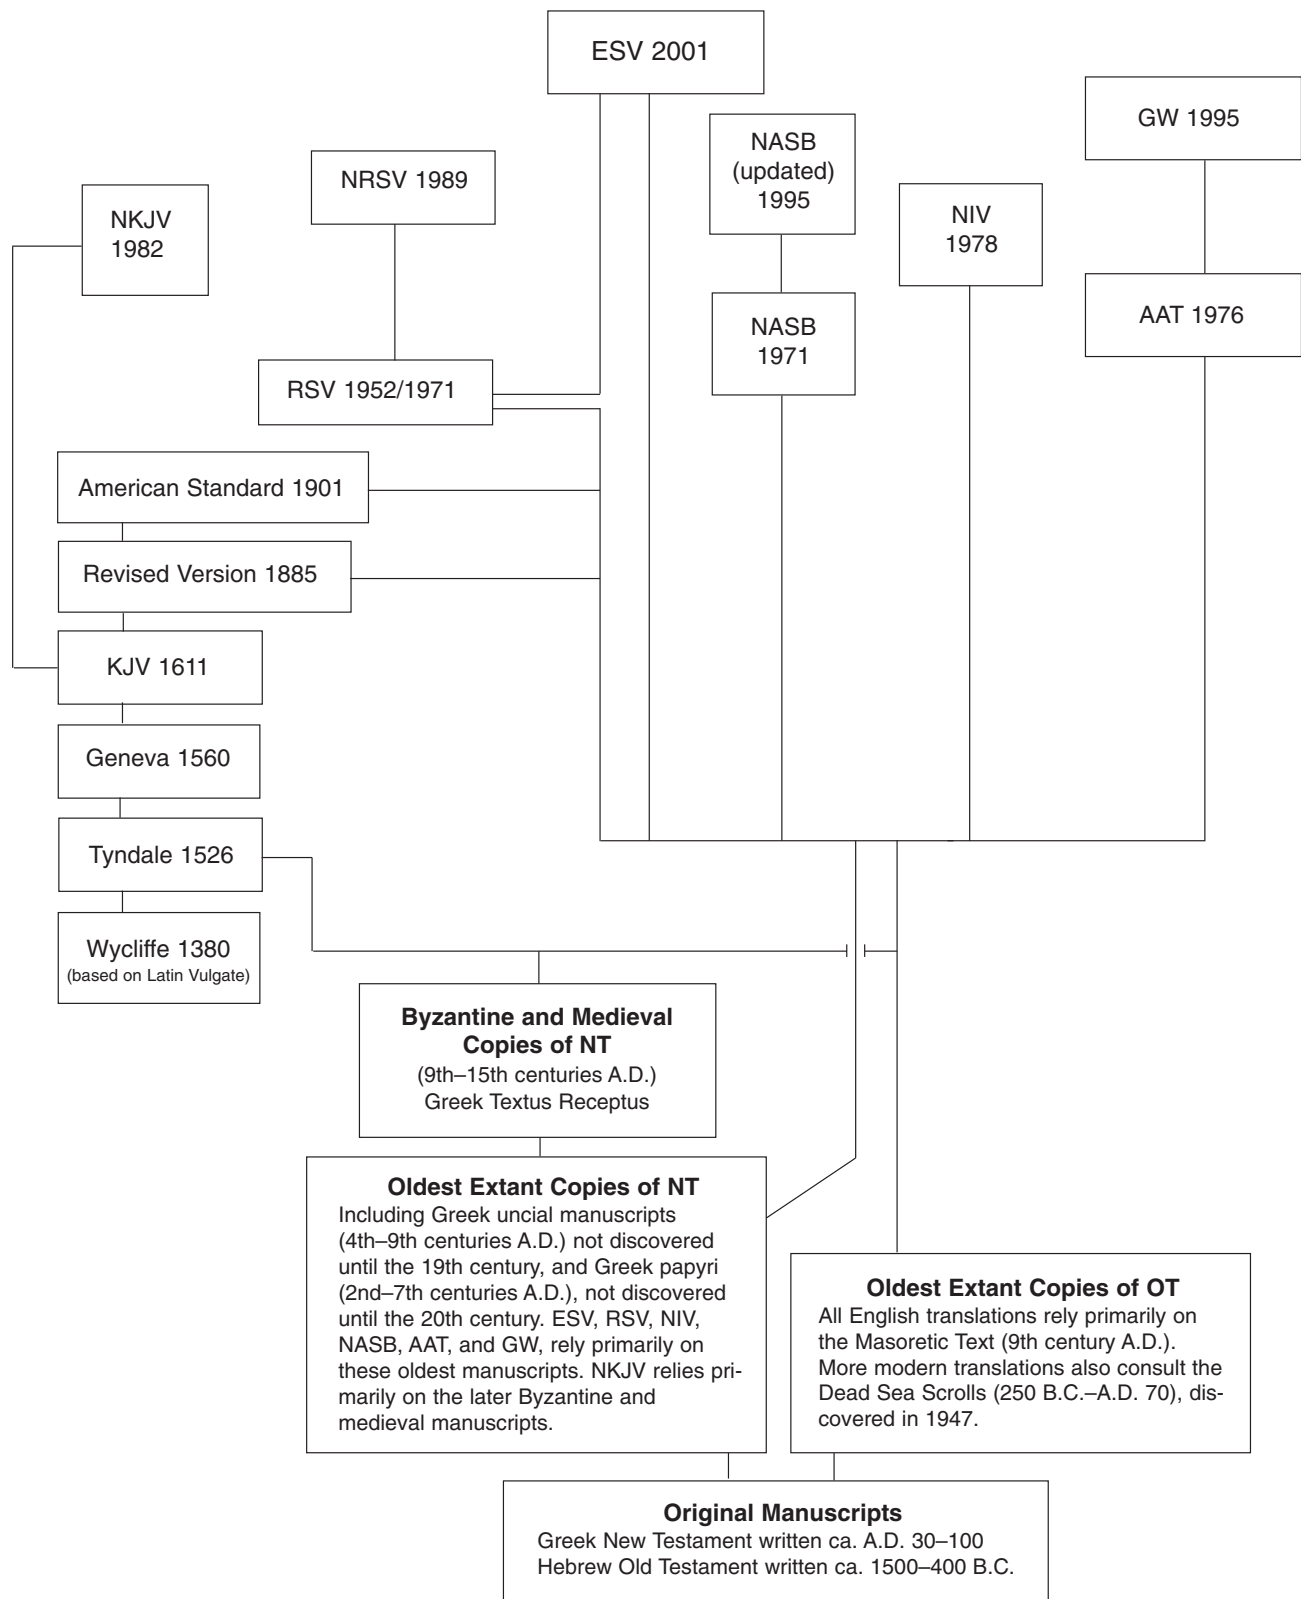 ESV 2001
GW 1995
NASB
(updated)
1995
NRSV 1989
NKJV
1982
NIV
1978
AAT 1976
NASB
1971
RSV 1952/1971
American Standard 1901
Revised Version 1885
KJV 1611
Geneva 1560
Tyndale 1526
Wycliffe 1380
(based on Latin Vulgate)
Byzantine and Medieval
Copies of NT
(9th–15th centuries A.D.)
Greek Textus Receptus
Oldest Extant Copies of NT
Including Greek uncial manuscripts
(4th–9th centuries A.D.) not discovered
until the 19th century, and Greek papyri
(2nd–7th centuries A.D.), not discovered
until the 20th century. ESV, RSV, NIV,
NASB, AAT, and GW, rely primarily on
these oldest manuscripts. NKJV relies pri-
marily on the later Byzantine and
medieval manuscripts.
Oldest Extant Copies of OT
All English translations rely primarily on
the Masoretic Text (9th century A.D.).
More modern translations also consult the
Dead Sea Scrolls (250 B.C.–A.D. 70), dis-
covered in 1947.
Original Manuscripts
Greek New Testament written ca. A.D. 30–100
Hebrew Old Testament written ca. 1500–400 B.C.